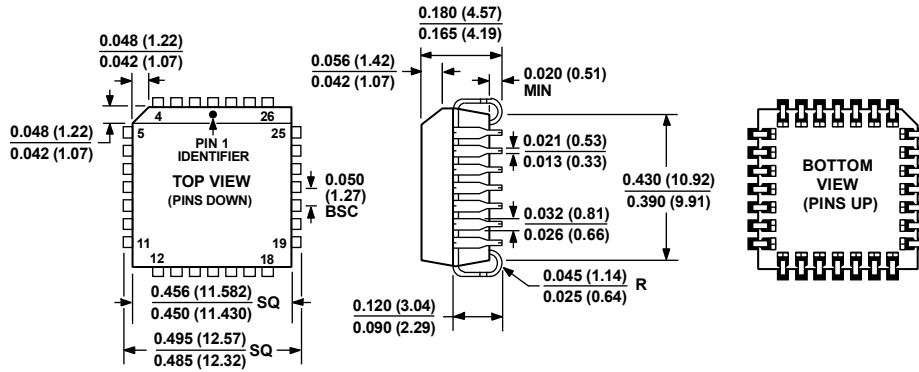 0.180 (4.57)
0.165 (4.19)
0.048 (1.22)
0.042 (1.07)
0.056 (1.42)
0.042 (1.07)
0.020 (0.51)
MIN
0.048 (1.22)
0.042 (1.07)
4
26
5
25
PIN 1
IDENTIFIER
TOP VIEW
(PINS DOWN)
11
19
12
18
0.050
(1.27)
BSC
0.021 (0.53)
0.013 (0.33)
0.032 (0.81)
0.026 (0.66)
0.430 (10.92)
0.390 (9.91)
BOTTOM
VIEW
(PINS UP)
0.456 (11.582) SQ
0.450 (11.430)
0.495 (12.57) SQ
0.485 (12.32)
0.120 (3.04)
0.090 (2.29)
0.045 (1.14) R
0.025 (0.64)